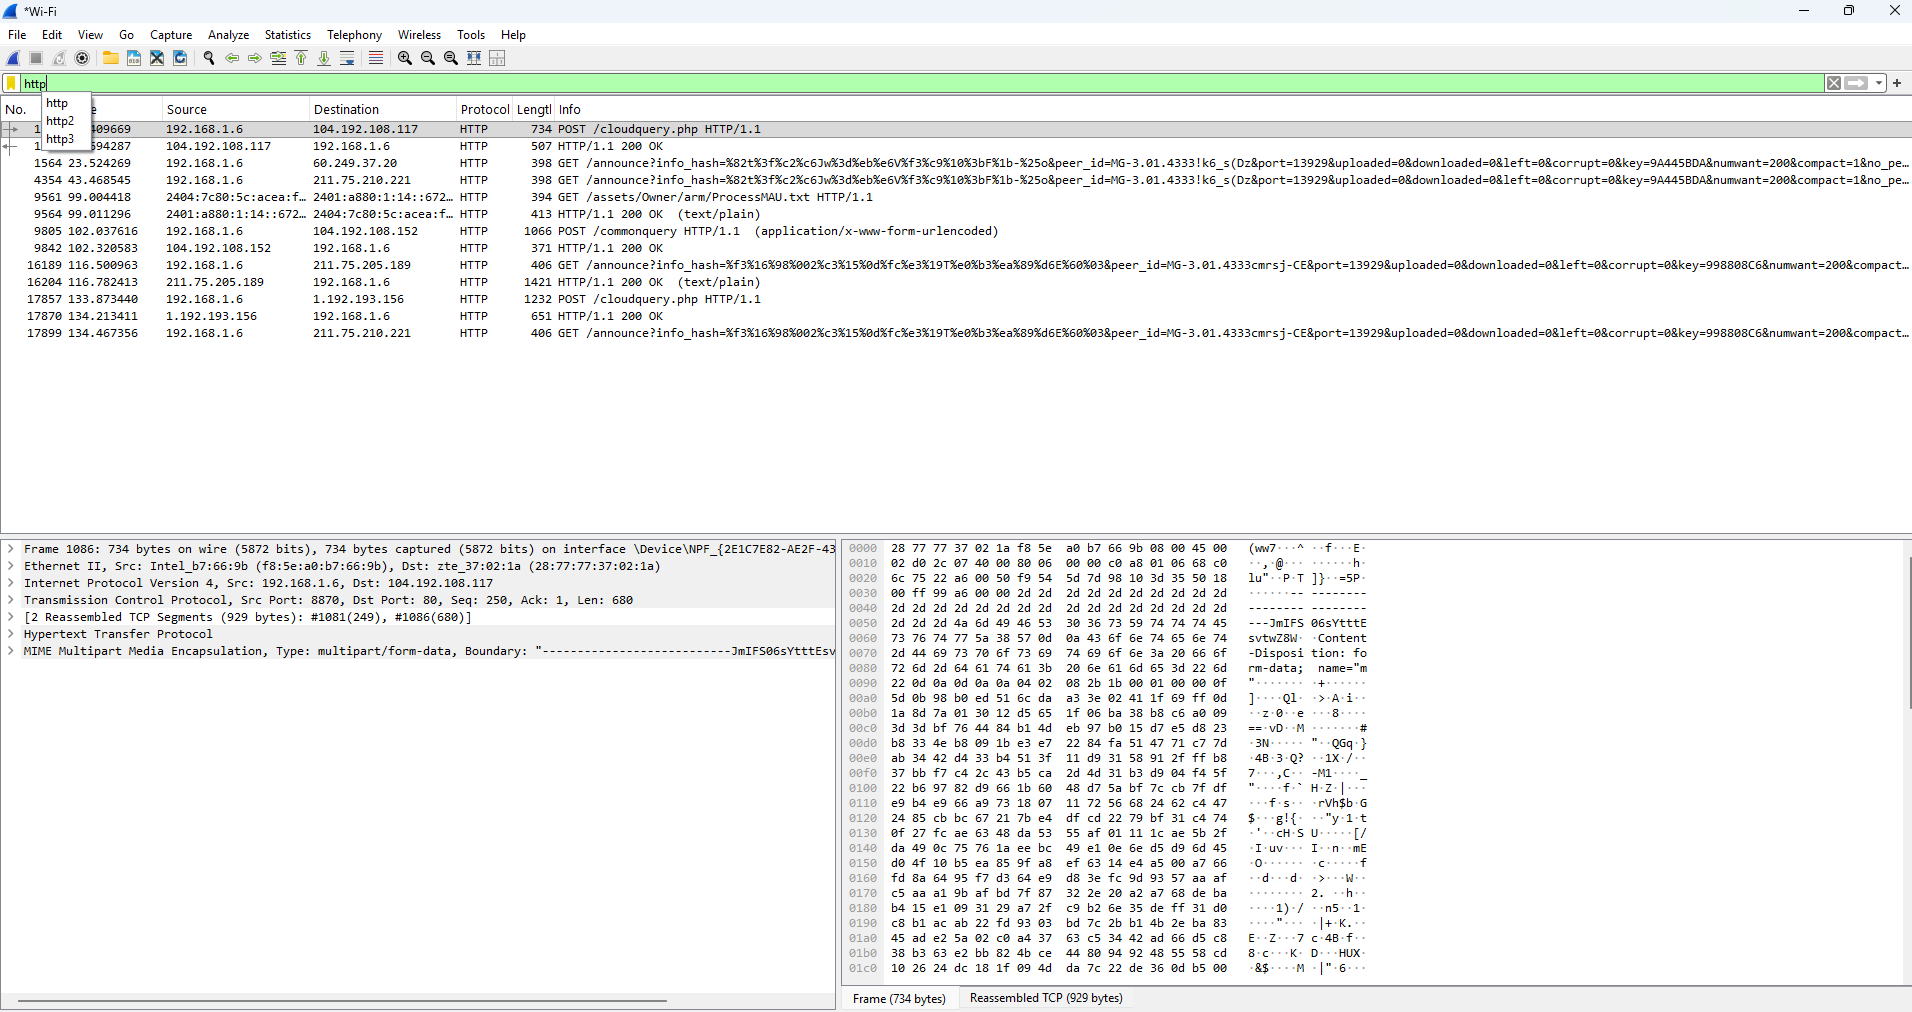 *Wi-Fi
File Edit View Go Capture Analyze Statistics Telephony Wireless Tools Help
http
http
http2
http3
No. e Source Destination Protocol Lengtl Info
1 409669 192.168.1.6 104.192.108.117 HTTP 734 POST /cloudquery.php HTTP/1.1
1 594287 104.192.108.117 192.168.1.6 HTTP 507 HTTP/1.1 200 OK
1564 23.524269 192.168.1.6 60.249.37.20 HTTP 398 GET /announce?info_hash=%82t%3f%c2%c6Jw%3d%eb%e6V%f3%c9%10%3bF%1b-%25o&peer_id=MG-3.01.4333!k6_s(Dz&port=13929&uploaded=0&downloaded=0&left=0&corrupt=0&key=9A445BDA&numwant=200&compact=1&no_pe…
4354 43.468545 192.168.1.6 211.75.210.221 HTTP 398 GET /announce?info_hash=%82t%3f%c2%c6Jw%3d%eb%e6V%f3%c9%10%3bF%1b-%25o&peer_id=MG-3.01.4333!k6_s(Dz&port=13929&uploaded=0&downloaded=0&left=0&corrupt=0&key=9A445BDA&numwant=200&compact=1&no_pe…
9561 99.004418 2404:7c80:5c:acea:f… 2401:a880:1:14::672… HTTP 394 GET /assets/Owner/arm/ProcessMAU.txt HTTP/1.1
9564 99.011296 2401:a880:1:14::672… 2404:7c80:5c:acea:f… HTTP 413 HTTP/1.1 200 OK (text/plain)
9805 102.037616 192.168.1.6 104.192.108.152 HTTP 1066 POST /commonquery HTTP/1.1 (application/x-www-form-urlencoded)
9842 102.320583 104.192.108.152 192.168.1.6 HTTP 371 HTTP/1.1 200 OK
16189 116.500963 192.168.1.6 211.75.205.189 HTTP 406 GET /announce?info_hash=%f3%16%98%002%c3%15%0d%fc%e3%19T%e0%b3%ea%89%d6E%60%03&peer_id=MG-3.01.4333cmrsj-CE&port=13929&uploaded=0&downloaded=0&left=0&corrupt=0&key=998808C6&numwant=200&compact…
16204 116.782413 211.75.205.189 192.168.1.6 HTTP 1421 HTTP/1.1 200 OK (text/plain)
17857 133.873440 192.168.1.6 1.192.193.156 HTTP 1232 POST /cloudquery.php HTTP/1.1
17870 134.213411 1.192.193.156 192.168.1.6 HTTP 651 HTTP/1.1 200 OK
17899 134.467356 192.168.1.6 211.75.210.221 HTTP 406 GET /announce?info_hash=%f3%16%98%002%c3%15%0d%fc%e3%19T%e0%b3%ea%89%d6E%60%03&peer_id=MG-3.01.4333cmrsj-CE&port=13929&uploaded=0&downloaded=0&left=0&corrupt=0&key=998808C6&numwant=200&compact…
Frame 1086: 734 bytes on wire (5872 bits), 734 bytes captured (5872 bits) on interface \Device\NPF_{2E1C7E82-AE2F-43
Ethernet II, Src: Intel_b7:66:9b (f8:5e:a0:b7:66:9b), Dst: zte_37:02:1a (28:77:77:37:02:1a)
Internet Protocol Version 4, Src: 192.168.1.6, Dst: 104.192.108.117
Transmission Control Protocol, Src Port: 8870, Dst Port: 80, Seq: 250, Ack: 1, Len: 680
[2 Reassembled TCP Segments (929 bytes): #1081(249), #1086(680)]
Hypertext Transfer Protocol
MIME Multipart Media Encapsulation, Type: multipart/form-data, Boundary: "---------------------------JmIFS06sYtttEsv
0000 28 77 77 37 02 1a f8 5e a0 b7 66 9b 08 00 45 00 (ww7···^ ··f···E·
0010 02 d0 2c 07 40 00 80 06 00 00 c0 a8 01 06 68 c0 ··,·@··· ······h·
0020 6c 75 22 a6 00 50 f9 54 5d 7d 98 10 3d 35 50 18 lu"··P·T ]}··=5P·
0030 00 ff 99 a6 00 00 2d 2d 2d 2d 2d 2d 2d 2d 2d 2d ······-- --------
0040 2d 2d 2d 2d 2d 2d 2d 2d 2d 2d 2d 2d 2d 2d 2d 2d -------- --------
0050 2d 2d 2d 4a 6d 49 46 53 30 36 73 59 74 74 74 45 ---JmIFS 06sYtttE
0060 73 76 74 77 5a 38 57 0d 0a 43 6f 6e 74 65 6e 74 svtwZ8W· ·Content
0070 2d 44 69 73 70 6f 73 69 74 69 6f 6e 3a 20 66 6f -Disposi tion: fo
0080 72 6d 2d 64 61 74 61 3b 20 6e 61 6d 65 3d 22 6d rm-data; name="m
0090 22 0d 0a 0d 0a 0a 04 02 08 2b 1b 00 01 00 00 0f "······· ·+······
00a0 5d 0b 98 b0 ed 51 6c da a3 3e 02 41 1f 69 ff 0d ]····Ql· ·>·A·i··
00b0 1a 8d 7a 01 30 12 d5 65 1f 06 ba 38 b8 c6 a0 09 ··z·0··e ···8····
00c0 3d 3d bf 76 44 84 b1 4d eb 97 b0 15 d7 e5 d8 23 ==·vD··M ·······#
00d0 b8 33 4e b8 09 1b e3 e7 22 84 fa 51 47 71 c7 7d ·3N····· "··QGq·}
00e0 ab 34 42 d4 33 b4 51 3f 11 d9 31 58 91 2f ff b8 ·4B·3·Q? ··1X·/··
00f0 37 bb f7 c4 2c 43 b5 ca 2d 4d 31 b3 d9 04 f4 5f 7···,C·· -M1····_
0100 22 b6 97 82 d9 66 1b 60 48 d7 5a bf 7c cb 7f df "····f·` H·Z·|···
0110 e9 b4 e9 66 a9 73 18 07 11 72 56 68 24 62 c4 47 ···f·s·· ·rVh$b·G
0120 24 85 cb bc 67 21 7b e4 df cd 22 79 bf 31 c4 74 $···g!{· ··"y·1·t
0130 0f 27 fc ae 63 48 da 53 55 af 01 11 1c ae 5b 2f ·'··cH·S U·····[/
0140 da 49 0c 75 76 1a ee bc 49 e1 0e 6e d5 d9 6d 45 ·I·uv··· I··n··mE
0150 d0 4f 10 b5 ea 85 9f a8 ef 63 14 e4 a5 00 a7 66 ·O······ ·c·····f
0160 fd 8a 64 95 f7 d3 64 e9 d8 3e fc 9d 93 57 aa af ··d···d· ·>···W··
0170 c5 aa a1 9b af bd 7f 87 32 2e 20 a2 a7 68 de ba ········ 2. ··h··
0180 b4 15 e1 09 31 29 a7 2f c9 b2 6e 35 de ff 31 d0 ····1)·/ ··n5··1·
0190 c8 b1 ac ab 22 fd 93 03 bd 7c 2b b1 4b 2e ba 83 ····"··· ·|+·K.··
01a0 45 ad e2 5a 02 c0 a4 37 63 c5 34 42 ad 66 d5 c8 E··Z···7 c·4B·f··
01b0 38 b3 63 e2 bb 82 4b ce 44 80 94 92 48 55 58 cd 8·c···K· D···HUX·
01c0 10 26 24 dc 18 1f 09 4d da 7c 22 de 36 0d b5 00 ·&$····M ·|"·6···
Frame (734 bytes) Reassembled TCP (929 bytes)